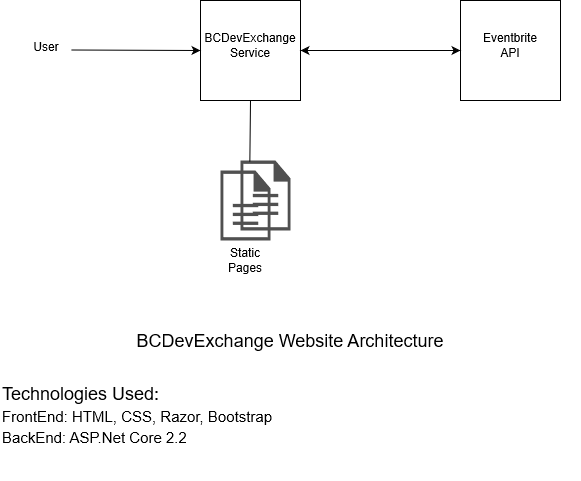 User
BCDevExchange
Service
Eventbrite
API
Static
Pages
BCDevExchange Website Architecture
Technologies Used:
FrontEnd: HTML, CSS, Razor, Bootstrap
BackEnd: ASP.Net Core 2.2